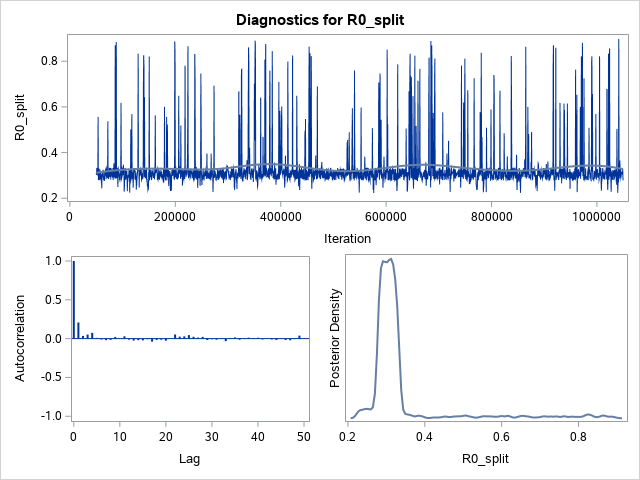 Diagnostics for R0_split
R0_split
0.8
0.6
0.4
0.2
0 200000 400000 600000 800000 1000000
Iteration
Autocorrelation
1.0
0.5
0.0
-0.5
-1.0
0 10 20 30 40 50
Lag
Posterior Density
0.2 0.4 0.6 0.8
R0_split